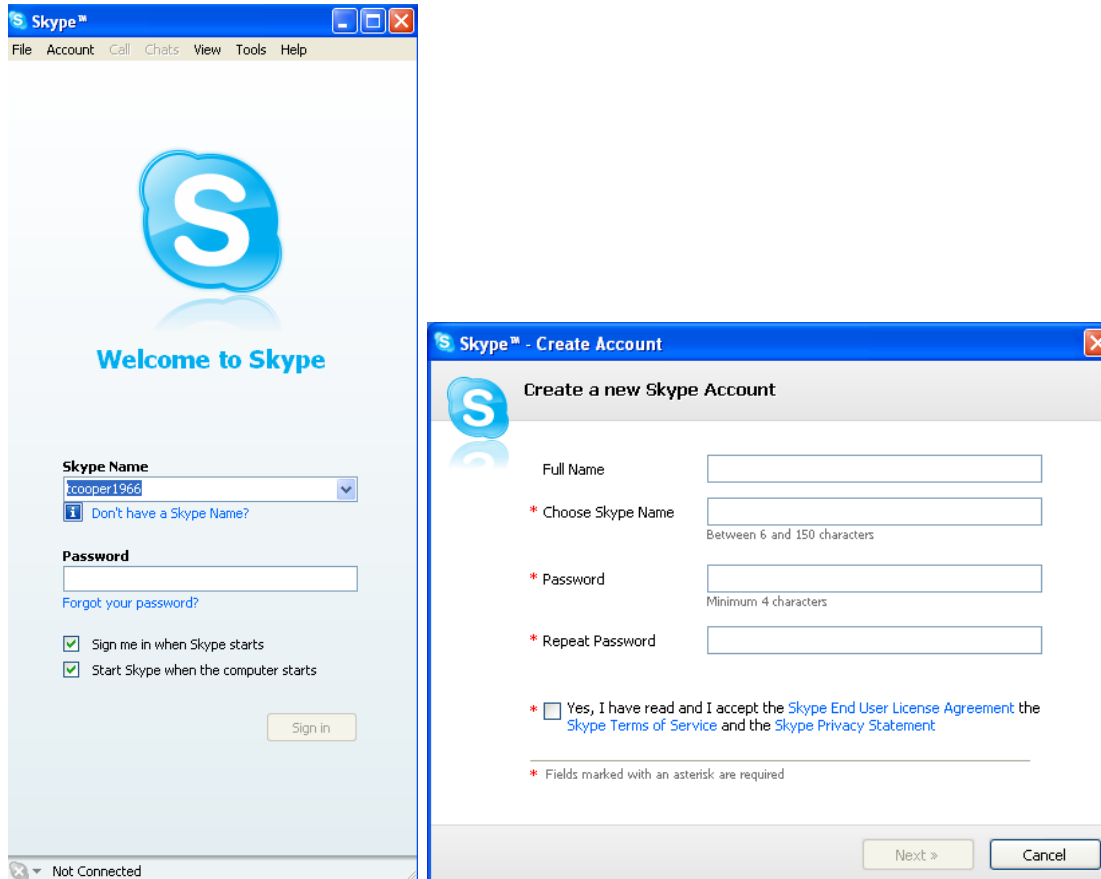 Skype™
File Account Call Chats View Tools Help
Welcome to Skype
Skype Name
tcooper1966
Don't have a Skype Name?
Password
Forgot your password?
Sign me in when Skype starts
Start Skype when the computer starts
Sign in
Not Connected
Skype™ - Create Account
Create a new Skype Account
Full Name
* Choose Skype Name
Between 6 and 150 characters
* Password
Minimum 4 characters
* Repeat Password
* Yes, I have read and I accept the Skype End User License Agreement the
Skype Terms of Service and the Skype Privacy Statement
* Fields marked with an asterisk are required
Next » Cancel